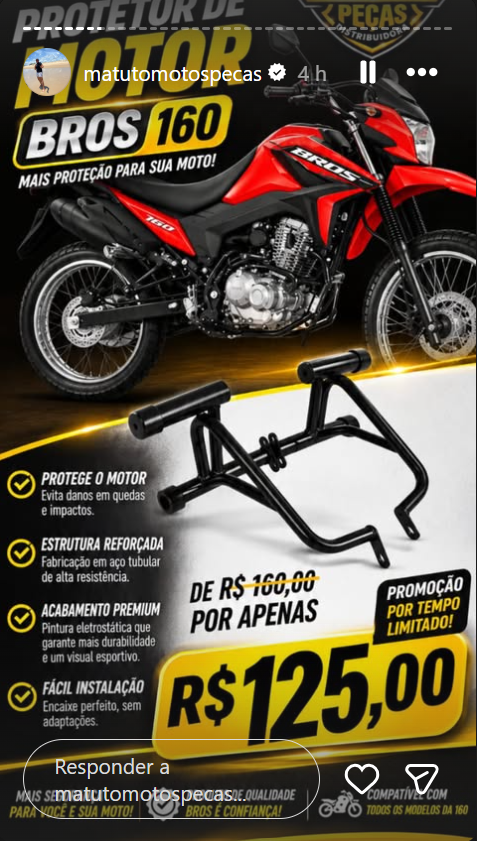 PROTETOR DE
PEÇAS
DISTRIBUIDORA
MOTOR
matutomotospecas 4 h
BROS 160
MAIS PROTEÇÃO PARA SUA MOTO!
BROS
160
PROTEGE O MOTOR
Evita danos em quedas
e impactos.
ESTRUTURA REFORÇADA
Fabricação em aço tubular
de alta resistência.
ACABAMENTO PREMIUM
Pintura eletrostática que
garante mais durabilidade
e um visual esportivo.
FÁCIL INSTALAÇÃO
Encaixe perfeito, sem
adaptações.
DE R$ 160,00
POR APENAS
PROMOÇÃO
POR TEMPO
LIMITADO!
R$125,00
Responder a
matutomotospecas...
MAIS
PARA VOCÊ E SUA MOTO!
DE QUALIDADE
BROS É CONFIANÇA!
COMPATÍVEL COM
TODOS OS MODELOS DA 160